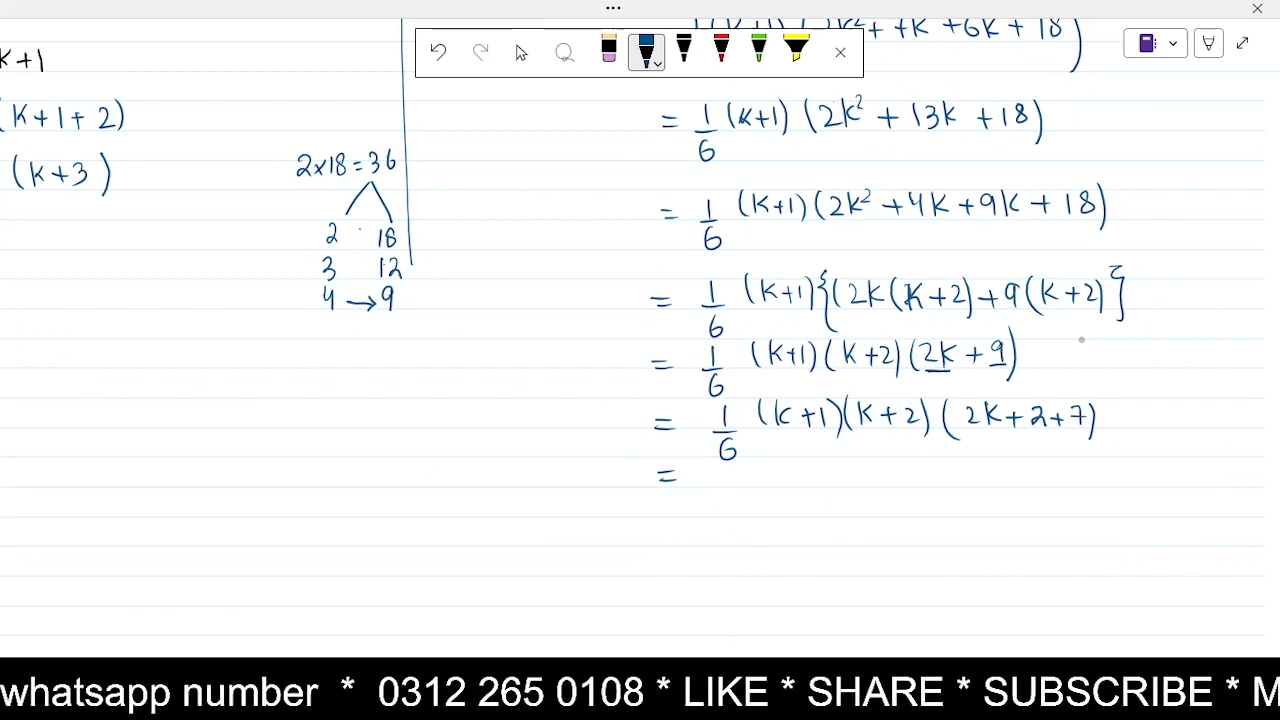 K+1
(K+1+2)
(K+3)
2×18=36
2 18
3 12
4 → 9
+6K+18)
= 1/6 (K+1) (2K² + 13K + 18)
= 1/6 (K+1) (2K² + 4K + 9K + 18)
= 1/6 (K+1){(2K(K+2)+9(K+2)}
= 1/6 (K+1)(K+2)(2K + 9)
= 1/6 (K+1)(K+2) (2K+2+7)
=
whatsapp number * 0312 265 0108 * LIKE * SHARE * SUBSCRIBE * M